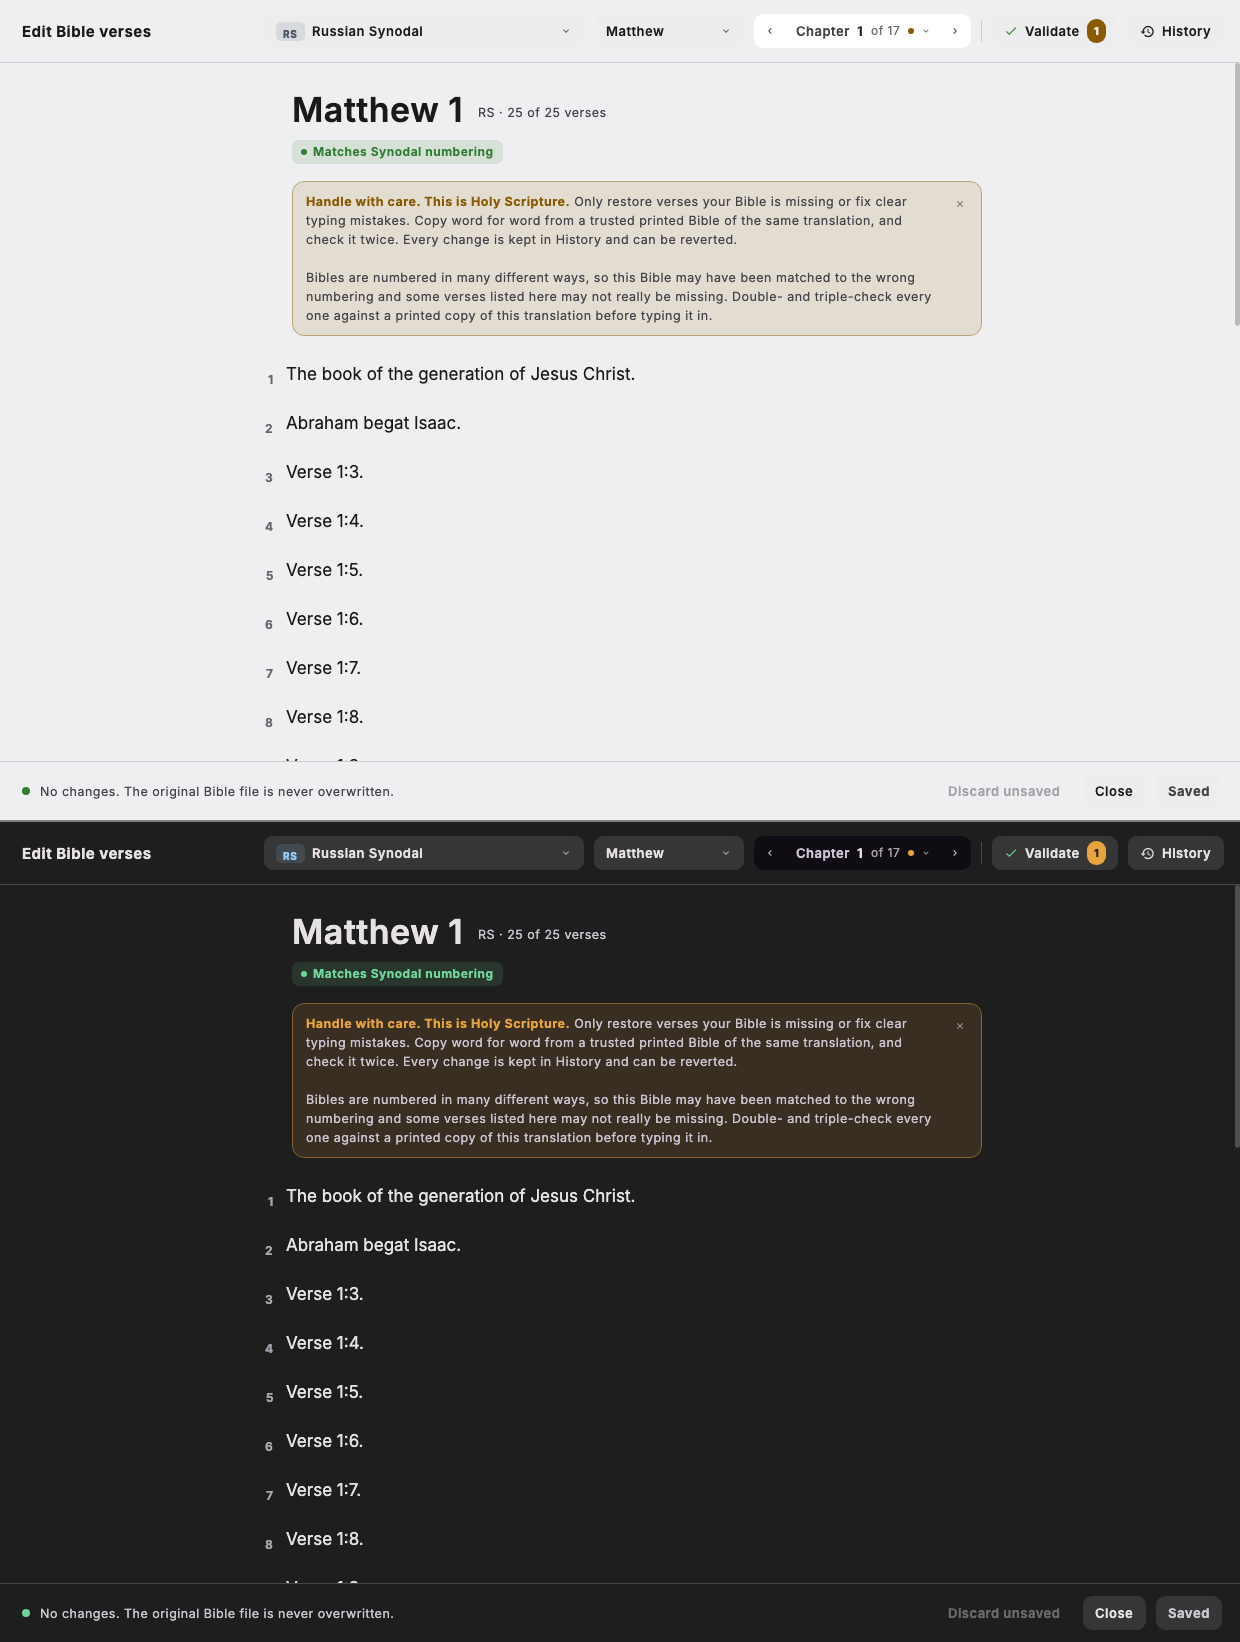 Edit Bible verses
RS Russian Synodal
Matthew
Chapter 1 of 17
Validate 1
History
Matthew 1 RS · 25 of 25 verses
Matches Synodal numbering
Handle with care. This is Holy Scripture. Only restore verses your Bible is missing or fix clear
typing mistakes. Copy word for word from a trusted printed Bible of the same translation, and
check it twice. Every change is kept in History and can be reverted.
Bibles are numbered in many different ways, so this Bible may have been matched to the wrong
numbering and some verses listed here may not really be missing. Double- and triple-check every
one against a printed copy of this translation before typing it in.
1 The book of the generation of Jesus Christ.
2 Abraham begat Isaac.
3 Verse 1:3.
4 Verse 1:4.
5 Verse 1:5.
6 Verse 1:6.
7 Verse 1:7.
8 Verse 1:8.
No changes. The original Bible file is never overwritten.
Discard unsaved
Close
Saved
Edit Bible verses
RS Russian Synodal
Matthew
Chapter 1 of 17
Validate 1
History
Matthew 1 RS · 25 of 25 verses
Matches Synodal numbering
Handle with care. This is Holy Scripture. Only restore verses your Bible is missing or fix clear
typing mistakes. Copy word for word from a trusted printed Bible of the same translation, and
check it twice. Every change is kept in History and can be reverted.
Bibles are numbered in many different ways, so this Bible may have been matched to the wrong
numbering and some verses listed here may not really be missing. Double- and triple-check every
one against a printed copy of this translation before typing it in.
1 The book of the generation of Jesus Christ.
2 Abraham begat Isaac.
3 Verse 1:3.
4 Verse 1:4.
5 Verse 1:5.
6 Verse 1:6.
7 Verse 1:7.
8 Verse 1:8.
No changes. The original Bible file is never overwritten.
Discard unsaved
Close
Saved